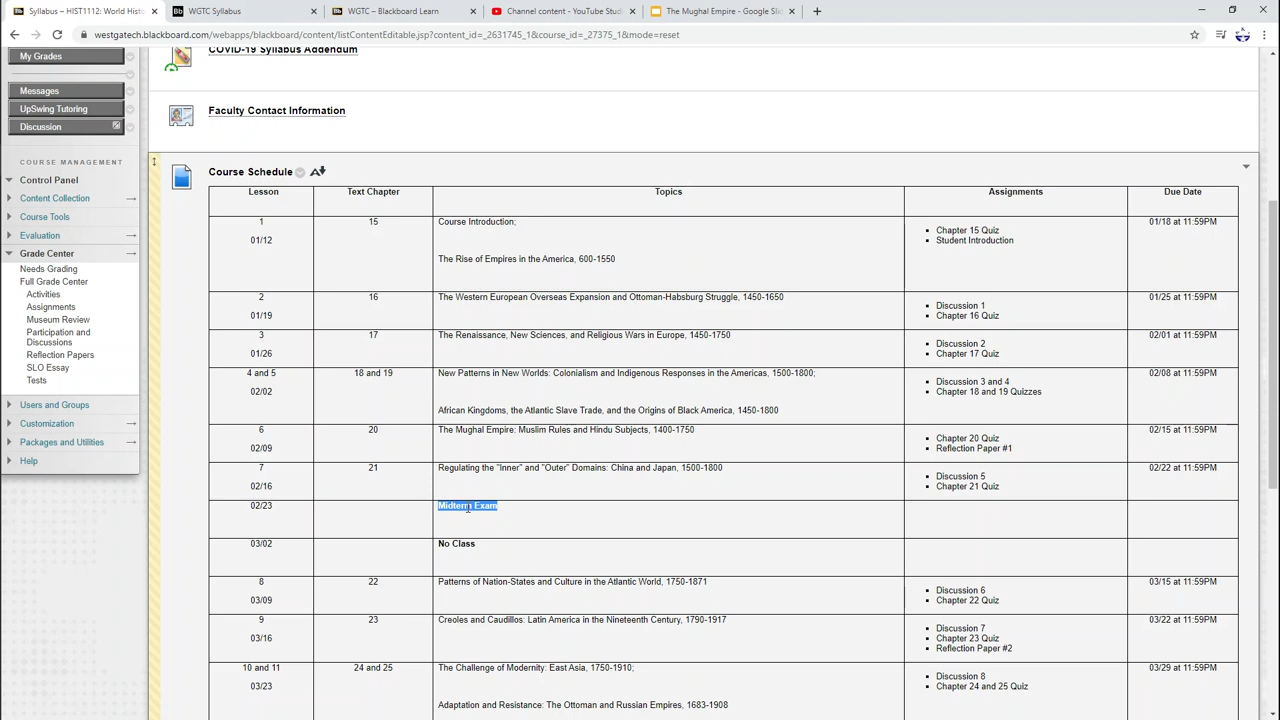 Syllabus – HIST1112: World Hist
WGTC Syllabus
WGTC – Blackboard Learn
Channel content - YouTube Studi
The Mughal Empire - Google Slid
westgatech.blackboard.com/webapps/blackboard/content/listContentEditable.jsp?content_id=_2631745_1&course_id=_27375_1&mode=reset
My Grades
Messages
UpSwing Tutoring
Discussion
COURSE MANAGEMENT
Control Panel
Content Collection
Course Tools
Evaluation
Grade Center
Needs Grading
Full Grade Center
Activities
Assignments
Museum Review
Participation and
Discussions
Reflection Papers
SLO Essay
Tests
Users and Groups
Customization
Packages and Utilities
Help
COVID-19 Syllabus Addendum
Faculty Contact Information
Course Schedule
Lesson Text Chapter Topics Assignments Due Date
1 15 Course Introduction; 01/18 at 11:59PM
Chapter 15 Quiz
01/12 Student Introduction
The Rise of Empires in the America, 600-1550
2 16 The Western European Overseas Expansion and Ottoman-Habsburg Struggle, 1450-1650 01/25 at 11:59PM
Discussion 1
01/19 Chapter 16 Quiz
3 17 The Renaissance, New Sciences, and Religious Wars in Europe, 1450-1750 02/01 at 11:59PM
Discussion 2
01/26 Chapter 17 Quiz
4 and 5 18 and 19 New Patterns in New Worlds: Colonialism and Indigenous Responses in the Americas, 1500-1800; 02/08 at 11:59PM
Discussion 3 and 4
02/02 Chapter 18 and 19 Quizzes
African Kingdoms, the Atlantic Slave Trade, and the Origins of Black America, 1450-1800
6 20 The Mughal Empire: Muslim Rules and Hindu Subjects, 1400-1750 02/15 at 11:59PM
Chapter 20 Quiz
02/09 Reflection Paper #1
7 21 Regulating the "Inner" and "Outer" Domains: China and Japan, 1500-1800 02/22 at 11:59PM
Discussion 5
02/16 Chapter 21 Quiz
02/23 Midterm Exam
03/02 No Class
8 22 Patterns of Nation-States and Culture in the Atlantic World, 1750-1871 03/15 at 11:59PM
Discussion 6
03/09 Chapter 22 Quiz
9 23 Creoles and Caudillos: Latin America in the Nineteenth Century, 1790-1917 03/22 at 11:59PM
Discussion 7
03/16 Chapter 23 Quiz
Reflection Paper #2
10 and 11 24 and 25 The Challenge of Modernity: East Asia, 1750-1910; 03/29 at 11:59PM
Discussion 8
03/23 Chapter 24 and 25 Quiz
Adaptation and Resistance: The Ottoman and Russian Empires, 1683-1908